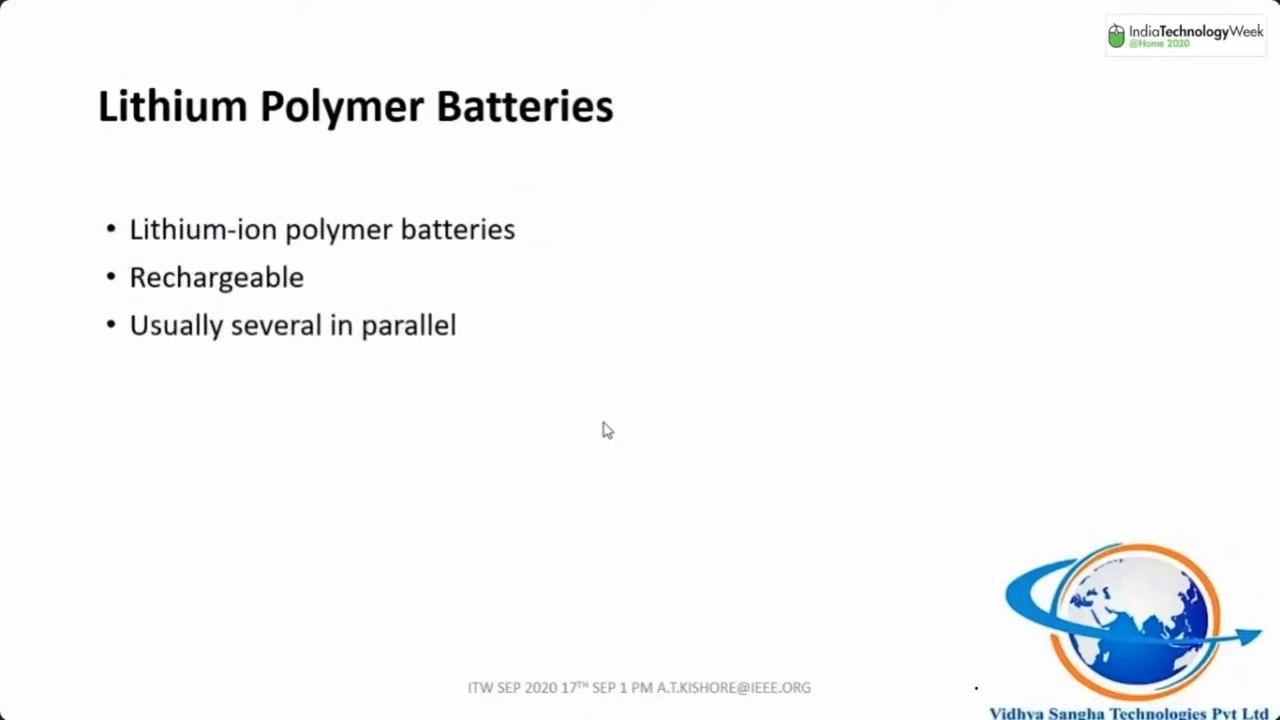 IndiaTechnologyWeek
@Home 2020
Lithium Polymer Batteries
• Lithium-ion polymer batteries
• Rechargeable
• Usually several in parallel
ITW SEP 2020 17TH SEP 1 PM A.T.KISHORE@IEEE.ORG
Vidhya Sangha Technologies Pvt Ltd